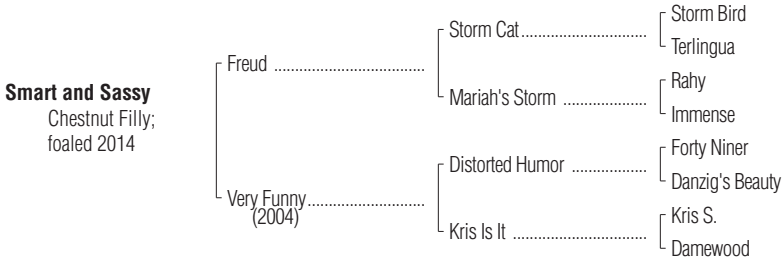 Storm Bird
Storm Cat
Terlingua
Freud
Rahy
Mariah's Storm
Immense
Smart and Sassy
Chestnut Filly;
foaled 2014
Forty Niner
Distorted Humor
Danzig's Beauty
Very Funny
(2004)
Kris S.
Kris Is It
Damewood